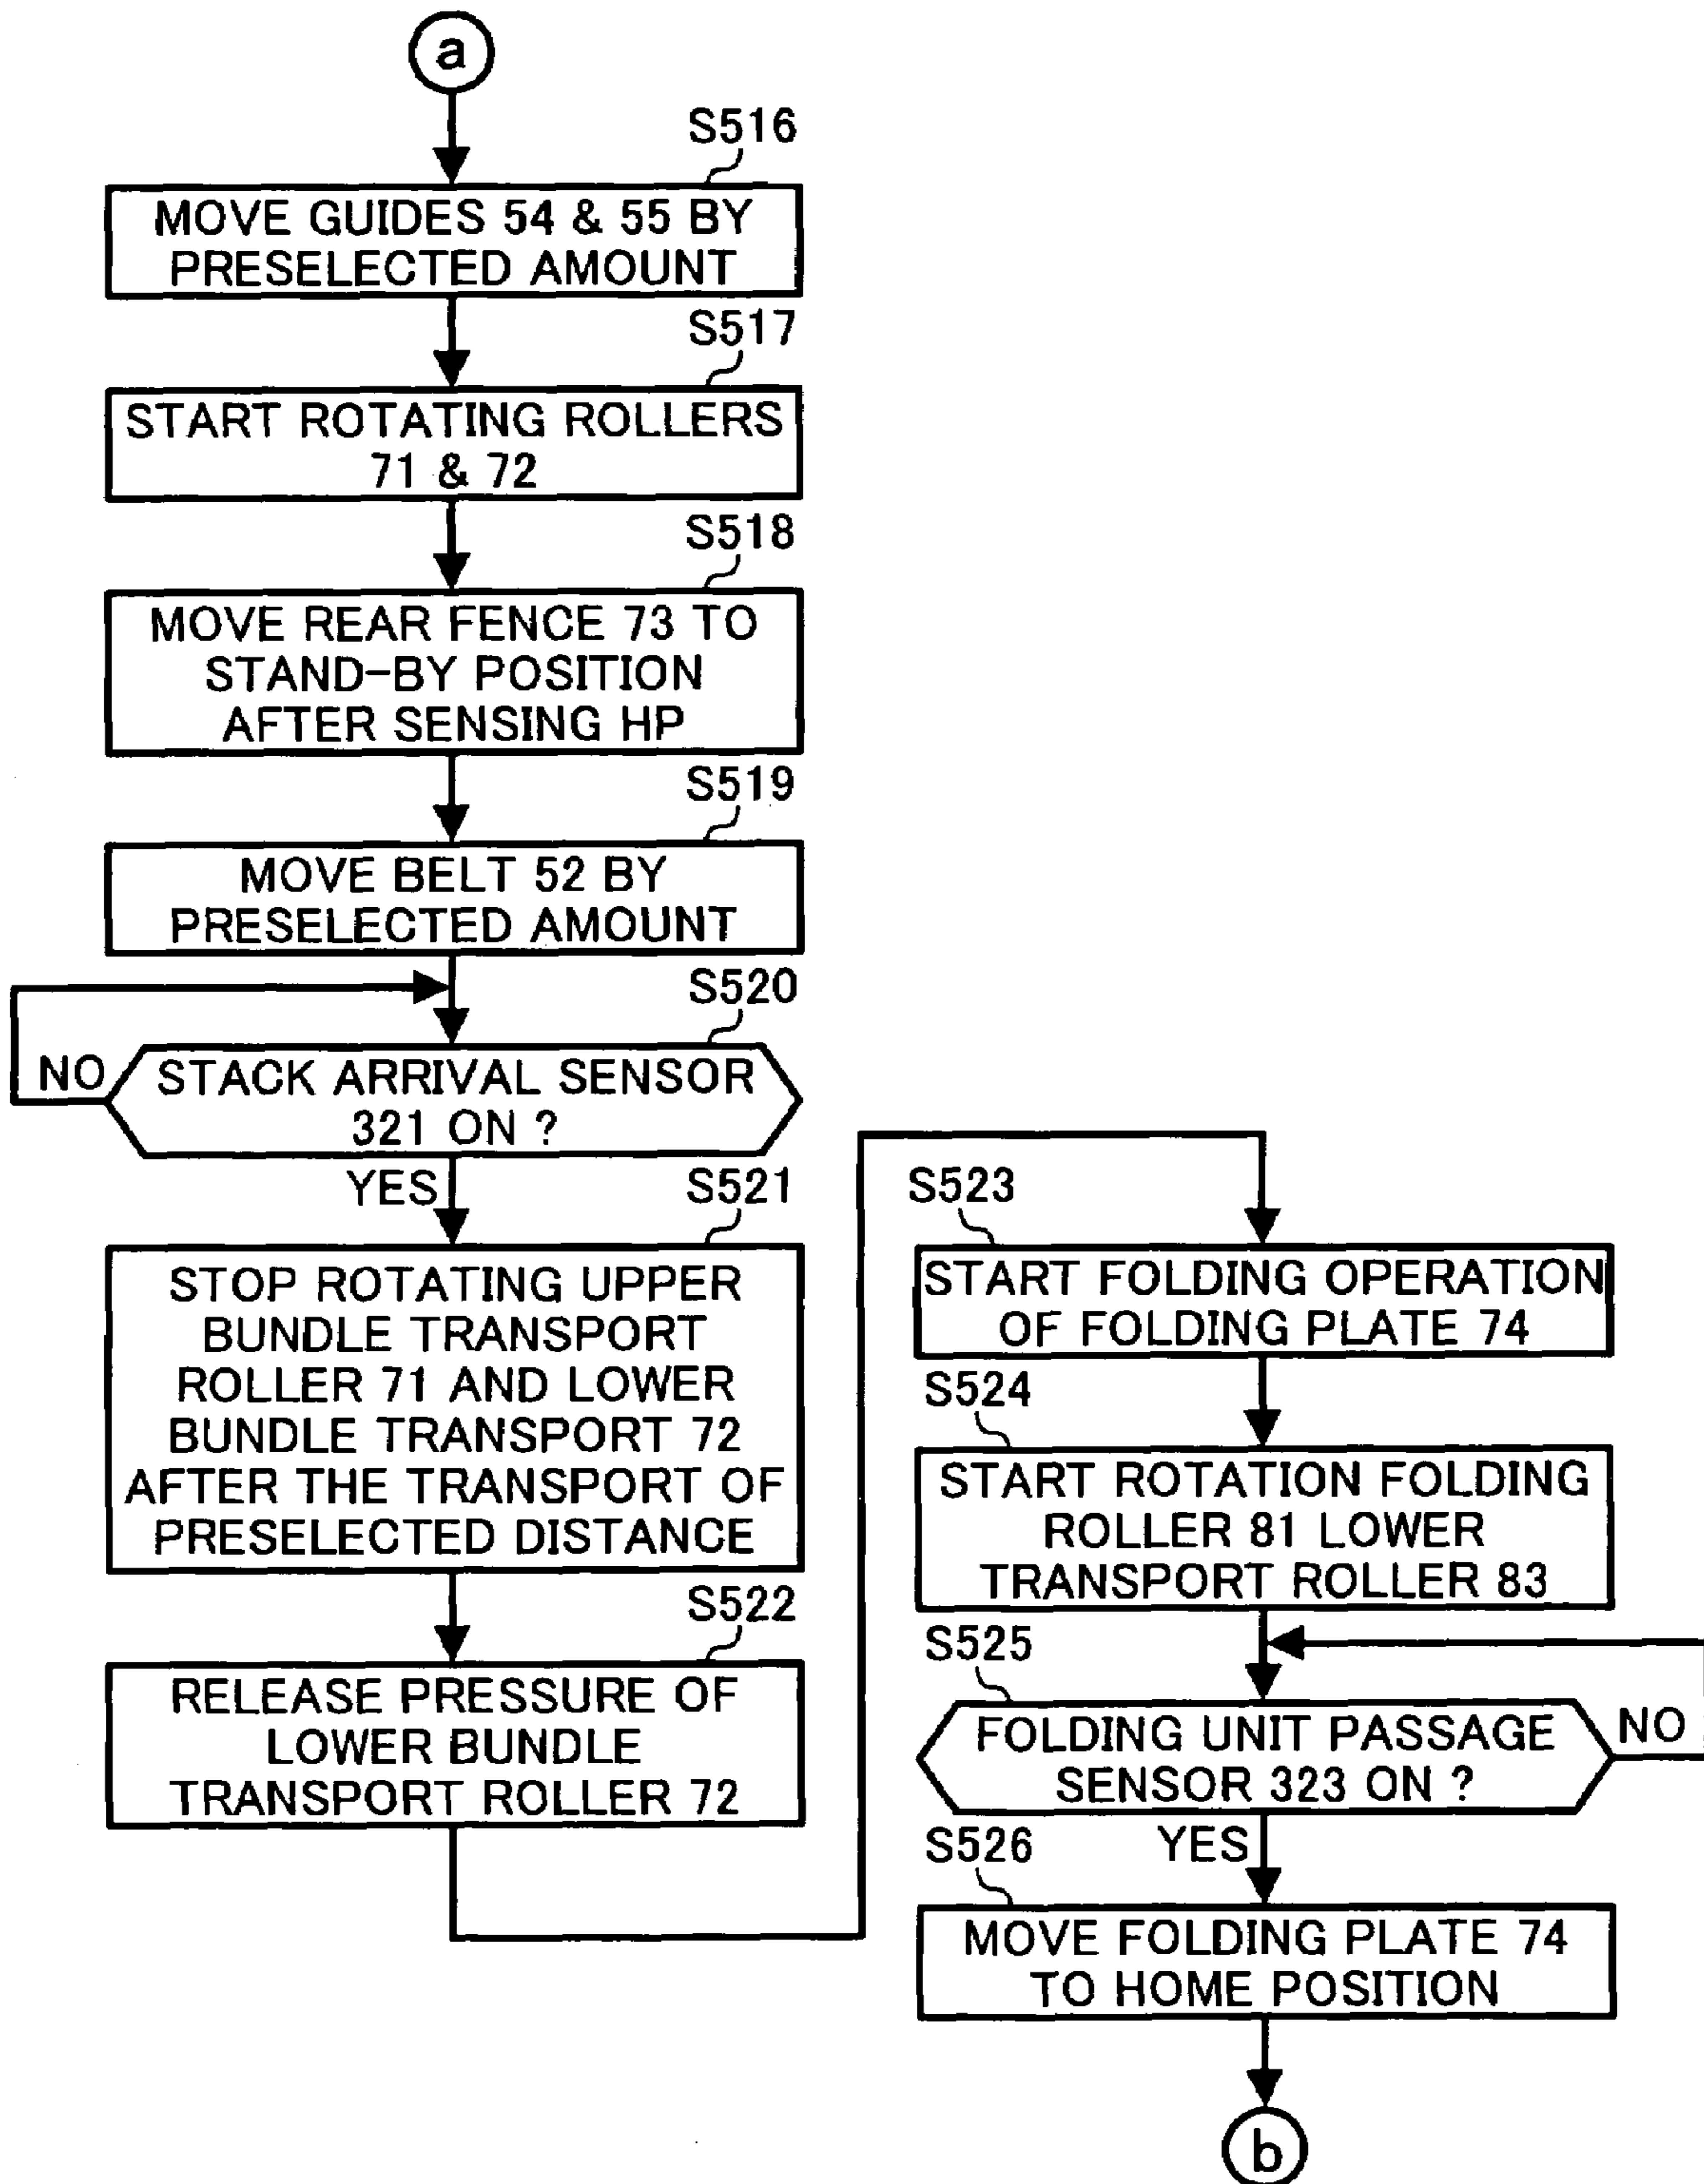 a
S516
MOVE GUIDES 54 & 55 BY
PRESELECTED AMOUNT
S517
START ROTATING ROLLERS
71 & 72
S518
MOVE REAR FENCE 73 TO
STAND-BY POSITION
AFTER SENSING HP
S519
MOVE BELT 52 BY
PRESELECTED AMOUNT
S520
NO
STACK ARRIVAL SENSOR
321 ON ?
YES
S521
STOP ROTATING UPPER
BUNDLE TRANSPORT
ROLLER 71 AND LOWER
BUNDLE TRANSPORT 72
AFTER THE TRANSPORT OF
PRESELECTED DISTANCE
S522
RELEASE PRESSURE OF
LOWER BUNDLE
TRANSPORT ROLLER 72
S523
START FOLDING OPERATION
OF FOLDING PLATE 74
S524
START ROTATION FOLDING
ROLLER 81 LOWER
TRANSPORT ROLLER 83
S525
FOLDING UNIT PASSAGE
SENSOR 323 ON ?
NO
YES
S526
MOVE FOLDING PLATE 74
TO HOME POSITION
b